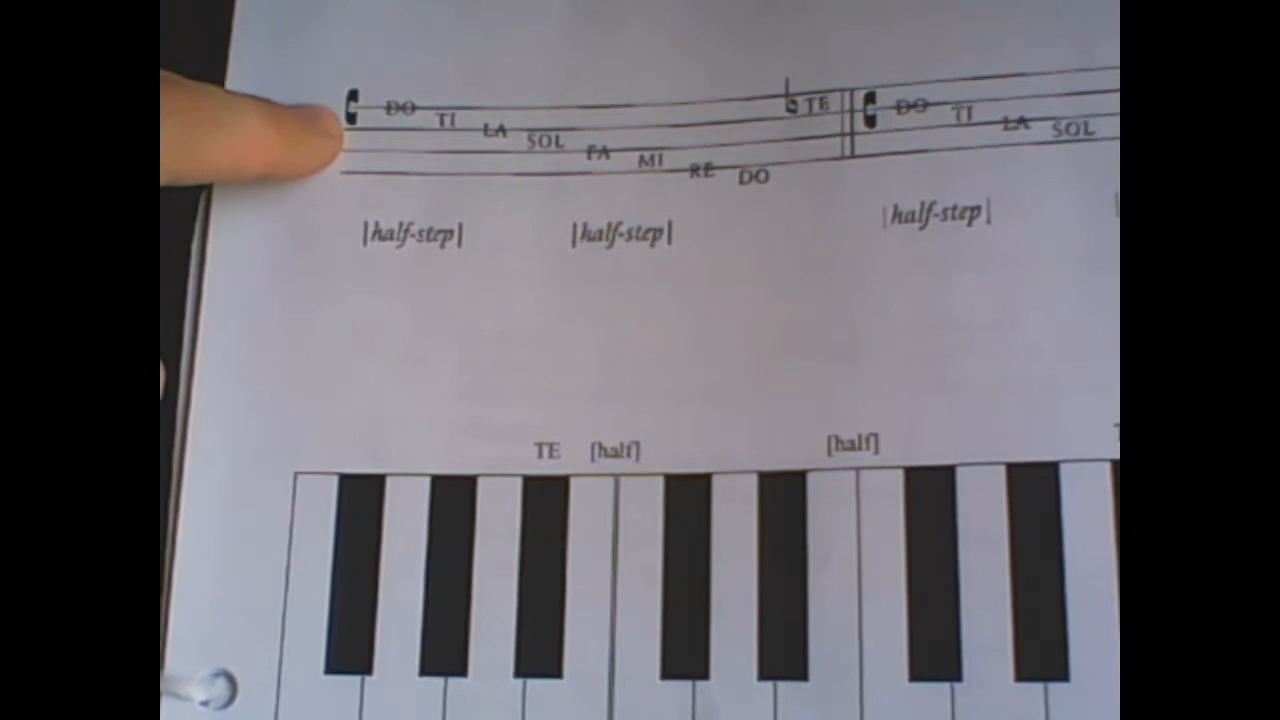 DO TI LA SOL FA MI RE DO ♭ TE DO TI LA SOL
|half-step| |half-step| |half-step|
TE [half] [half]